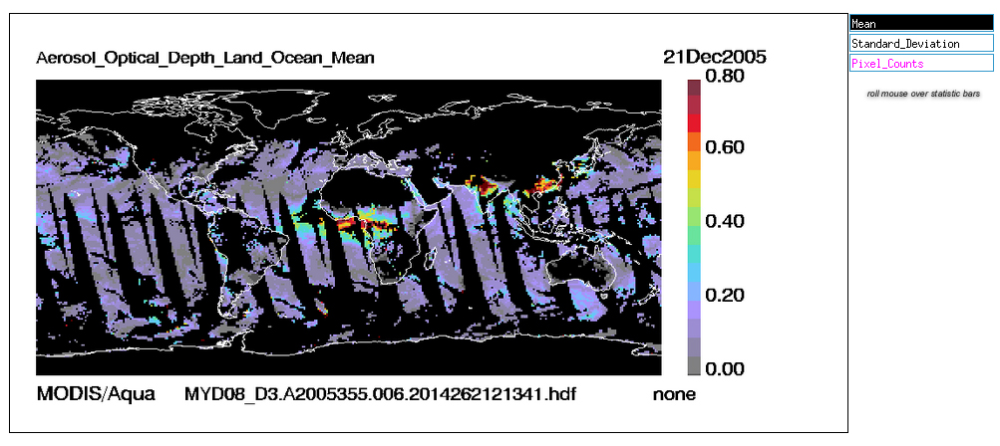 Aerosol_Optical_Depth_Land_Ocean_Mean
21Dec2005
0.80
0.60
0.40
0.20
0.00
MODIS/Aqua MYD08_D3.A2005355.006.2014262121341.hdf none
Mean
Standard_Deviation
Pixel_Counts
roll mouse over statistic bars